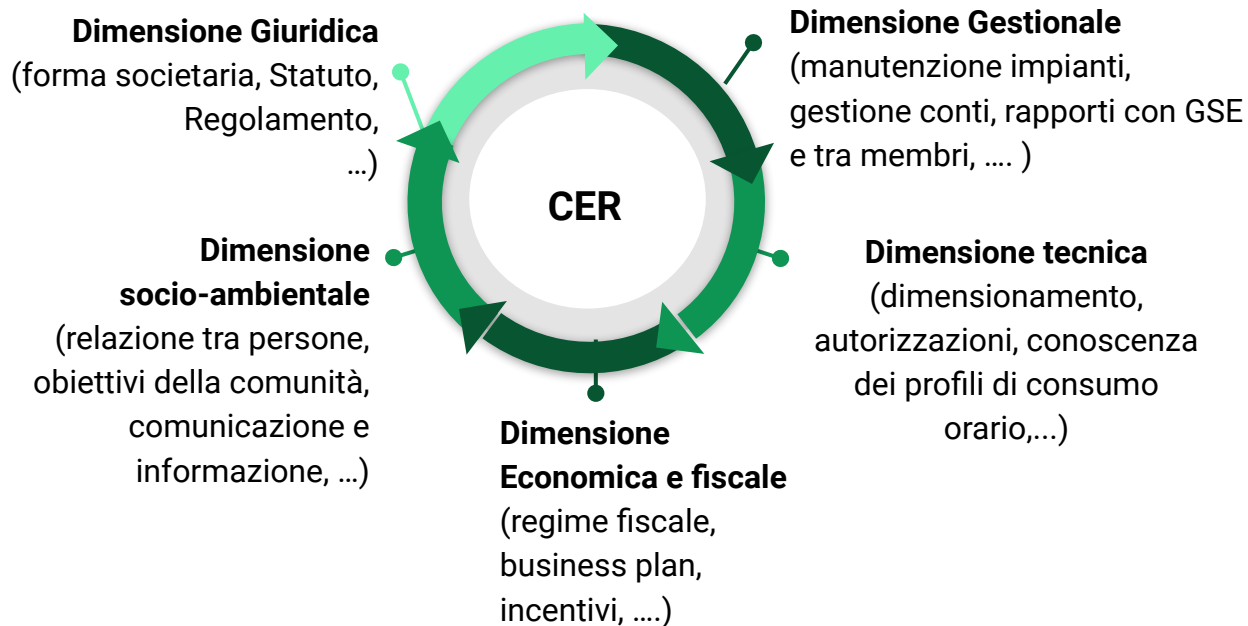 Dimensione Giuridica
(forma societaria, Statuto,
Regolamento,
...)
Dimensione Gestionale
(manutenzione impianti,
gestione conti, rapporti con GSE
e tra membri, .... )
CER
Dimensione
socio-ambientale
(relazione tra persone,
obiettivi della comunità,
comunicazione e
informazione, ...)
Dimensione tecnica
(dimensionamento,
autorizzazioni, conoscenza
dei profili di consumo
orario,...)
Dimensione
Economica e fiscale
(regime fiscale,
business plan,
incentivi, ....)